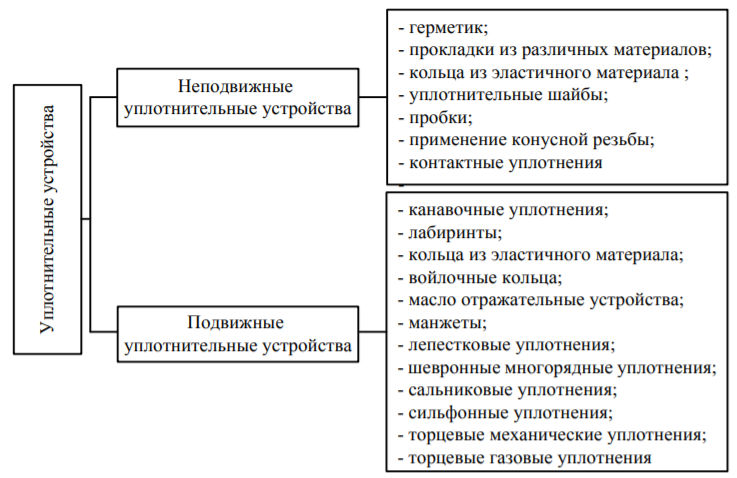 Уплотнительные устройства
Неподвижные
уплотнительные устройства
- герметик;
- прокладки из различных материалов;
- кольца из эластичного материала ;
- уплотнительные шайбы;
- пробки;
- применение конусной резьбы;
- контактные уплотнения
-
Подвижные
уплотнительные устройства
- канавочные уплотнения;
- лабиринты;
- кольца из эластичного материала;
- войлочные кольца;
- масло отражательные устройства;
- манжеты;
- лепестковые уплотнения;
- шевронные многорядные уплотнения;
- сальниковые уплотнения;
- сильфонные уплотнения;
- торцевые механические уплотнения;
- торцевые газовые уплотнения